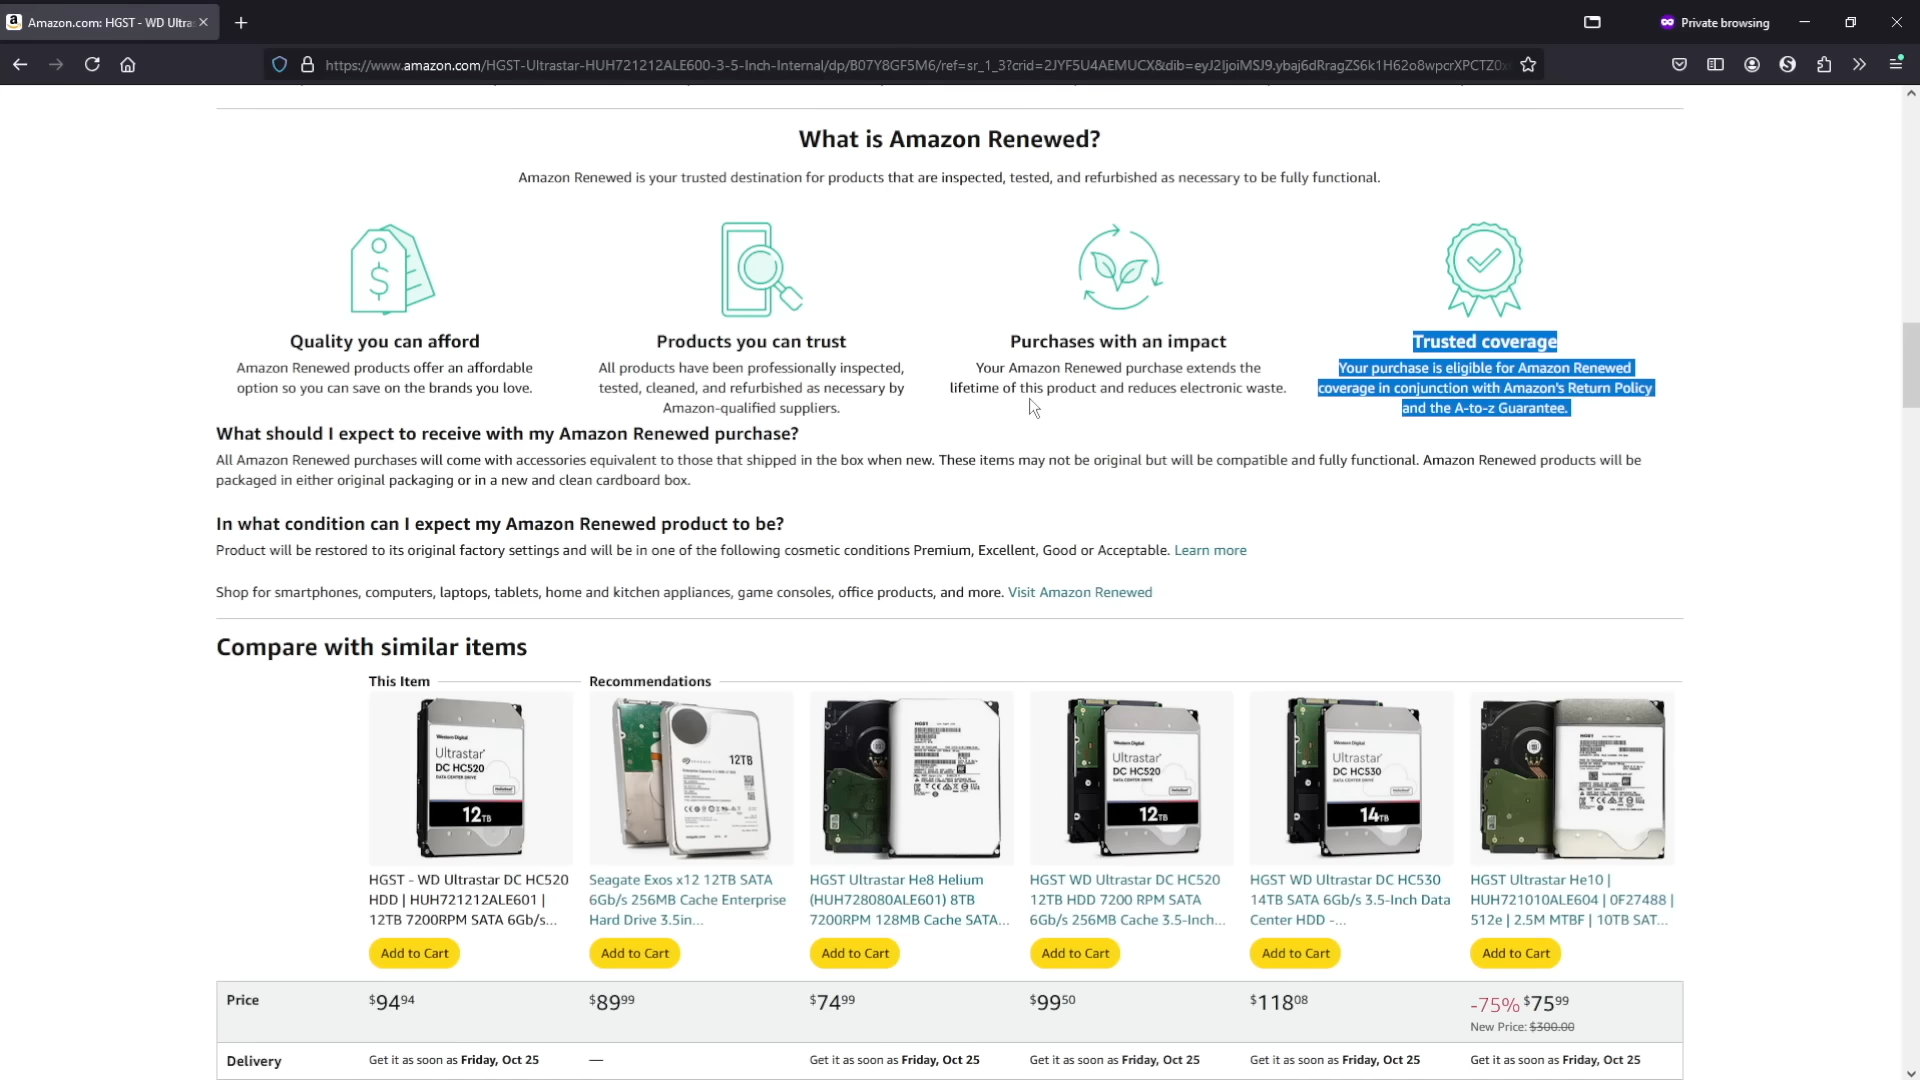 Amazon.com: HGST - WD Ultra
Private browsing
https://www.amazon.com/HGST-Ultrastar-HUH721212ALE600-3-5-Inch-Internal/dp/B07Y8GF5M6/ref=sr_1_3?crid=2JYF5U4AEMUCX&dib=eyJ2IjoiMSJ9.ybaj6dRragZS6k1H62o8wpcrXPCTZ0x
What is Amazon Renewed?
Amazon Renewed is your trusted destination for products that are inspected, tested, and refurbished as necessary to be fully functional.
Quality you can afford
Amazon Renewed products offer an affordable
option so you can save on the brands you love.
Products you can trust
All products have been professionally inspected,
tested, cleaned, and refurbished as necessary by
Amazon-qualified suppliers.
Purchases with an impact
Your Amazon Renewed purchase extends the
lifetime of this product and reduces electronic waste.
Trusted coverage
Your purchase is eligible for Amazon Renewed
coverage in conjunction with Amazon's Return Policy
and the A-to-z Guarantee.
What should I expect to receive with my Amazon Renewed purchase?
All Amazon Renewed purchases will come with accessories equivalent to those that shipped in the box when new. These items may not be original but will be compatible and fully functional. Amazon Renewed products will be
packaged in either original packaging or in a new and clean cardboard box.
In what condition can I expect my Amazon Renewed product to be?
Product will be restored to its original factory settings and will be in one of the following cosmetic conditions Premium, Excellent, Good or Acceptable. Learn more
Shop for smartphones, computers, laptops, tablets, home and kitchen appliances, game consoles, office products, and more. Visit Amazon Renewed
Compare with similar items
This Item
Recommendations
Western Digital
Ultrastar
DC HC520
DATA CENTER DRIVE
12TB
12TB
HGST
Western Digital
Ultrastar
DC HC520
DATA CENTER DRIVE
12TB
Western Digital
Ultrastar
DC HC530
DATA CENTER DRIVE
14TB
HGST
HGST - WD Ultrastar DC HC520
HDD | HUH721212ALE601 |
12TB 7200RPM SATA 6Gb/s...
Seagate Exos x12 12TB SATA
6Gb/s 256MB Cache Enterprise
Hard Drive 3.5in...
HGST Ultrastar He8 Helium
(HUH728080ALE601) 8TB
7200RPM 128MB Cache SATA...
HGST WD Ultrastar DC HC520
12TB HDD 7200 RPM SATA
6Gb/s 256MB Cache 3.5-Inch...
HGST WD Ultrastar DC HC530
14TB SATA 6Gb/s 3.5-Inch Data
Center HDD -...
HGST Ultrastar He10 |
HUH721010ALE604 | 0F27488 |
512e | 2.5M MTBF | 10TB SAT...
Add to Cart
Add to Cart
Add to Cart
Add to Cart
Add to Cart
Add to Cart
Price
$9494
$8999
$7499
$9950
$11808
-75% $7599
New Price: $300.00
Delivery
Get it as soon as Friday, Oct 25
—
Get it as soon as Friday, Oct 25
Get it as soon as Friday, Oct 25
Get it as soon as Friday, Oct 25
Get it as soon as Friday, Oct 25